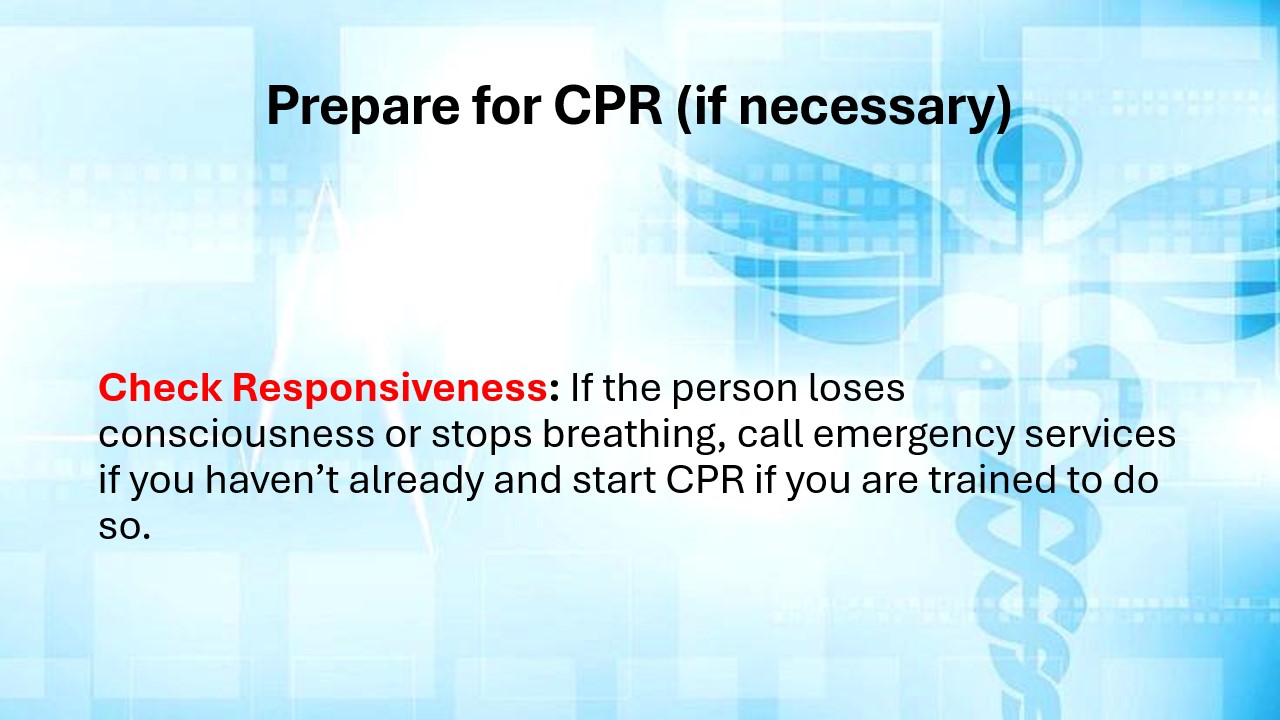 Prepare for CPR (if necessary)
Check Responsiveness: If the person loses
consciousness or stops breathing, call emergency services
if you haven’t already and start CPR if you are trained to do
so.